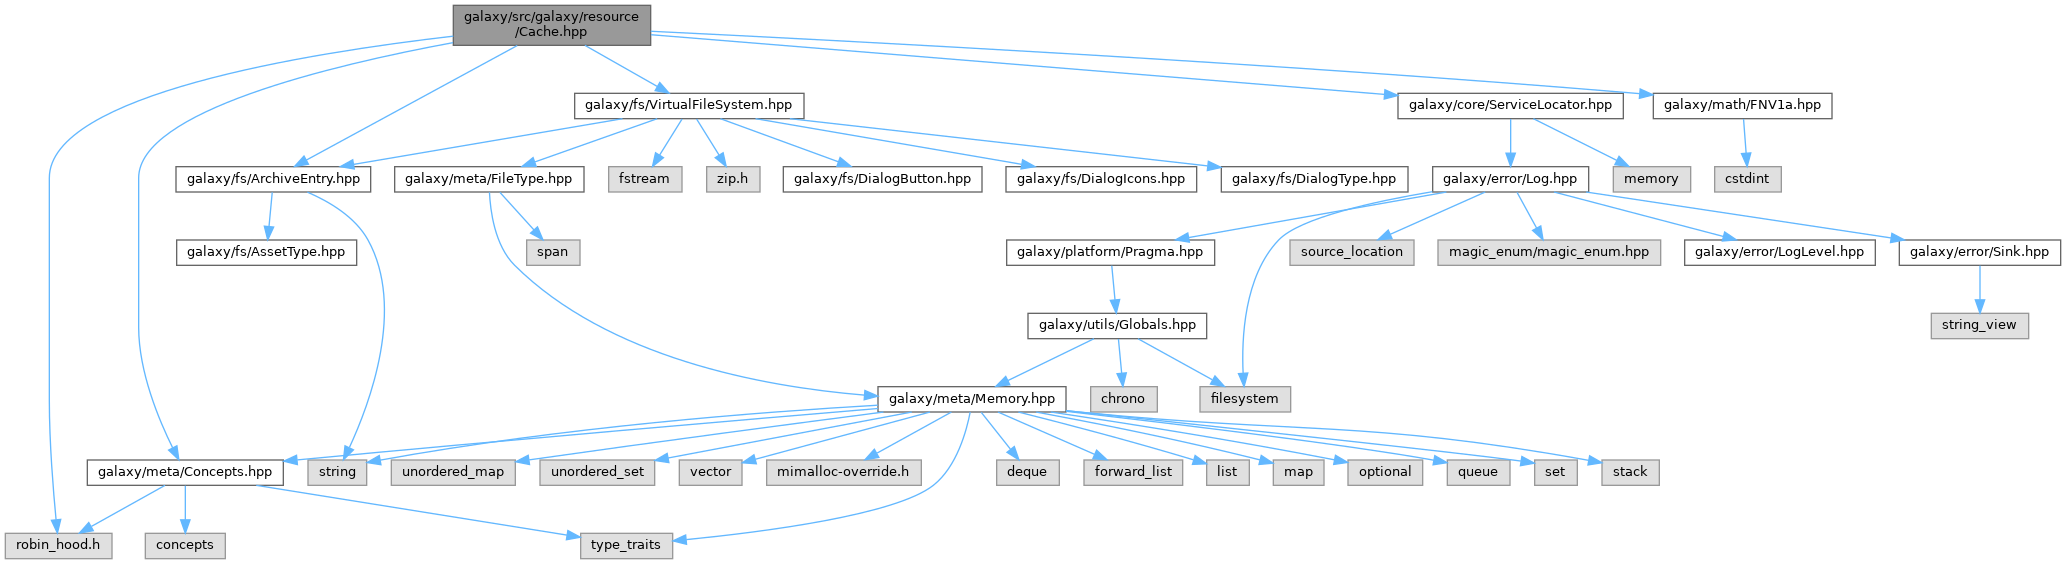 galaxy/src/galaxy/resource
/Cache.hpp
galaxy/fs/VirtualFileSystem.hpp
galaxy/core/ServiceLocator.hpp
galaxy/math/FNV1a.hpp
galaxy/fs/ArchiveEntry.hpp
galaxy/meta/FileType.hpp
fstream
zip.h
galaxy/fs/DialogButton.hpp
galaxy/fs/DialogIcons.hpp
galaxy/fs/DialogType.hpp
galaxy/error/Log.hpp
memory
cstdint
galaxy/fs/AssetType.hpp
span
galaxy/platform/Pragma.hpp
source_location
magic_enum/magic_enum.hpp
galaxy/error/LogLevel.hpp
galaxy/error/Sink.hpp
galaxy/utils/Globals.hpp
string_view
galaxy/meta/Memory.hpp
chrono
filesystem
galaxy/meta/Concepts.hpp
string
unordered_map
unordered_set
vector
mimalloc-override.h
deque
forward_list
list
map
optional
queue
set
stack
robin_hood.h
concepts
type_traits